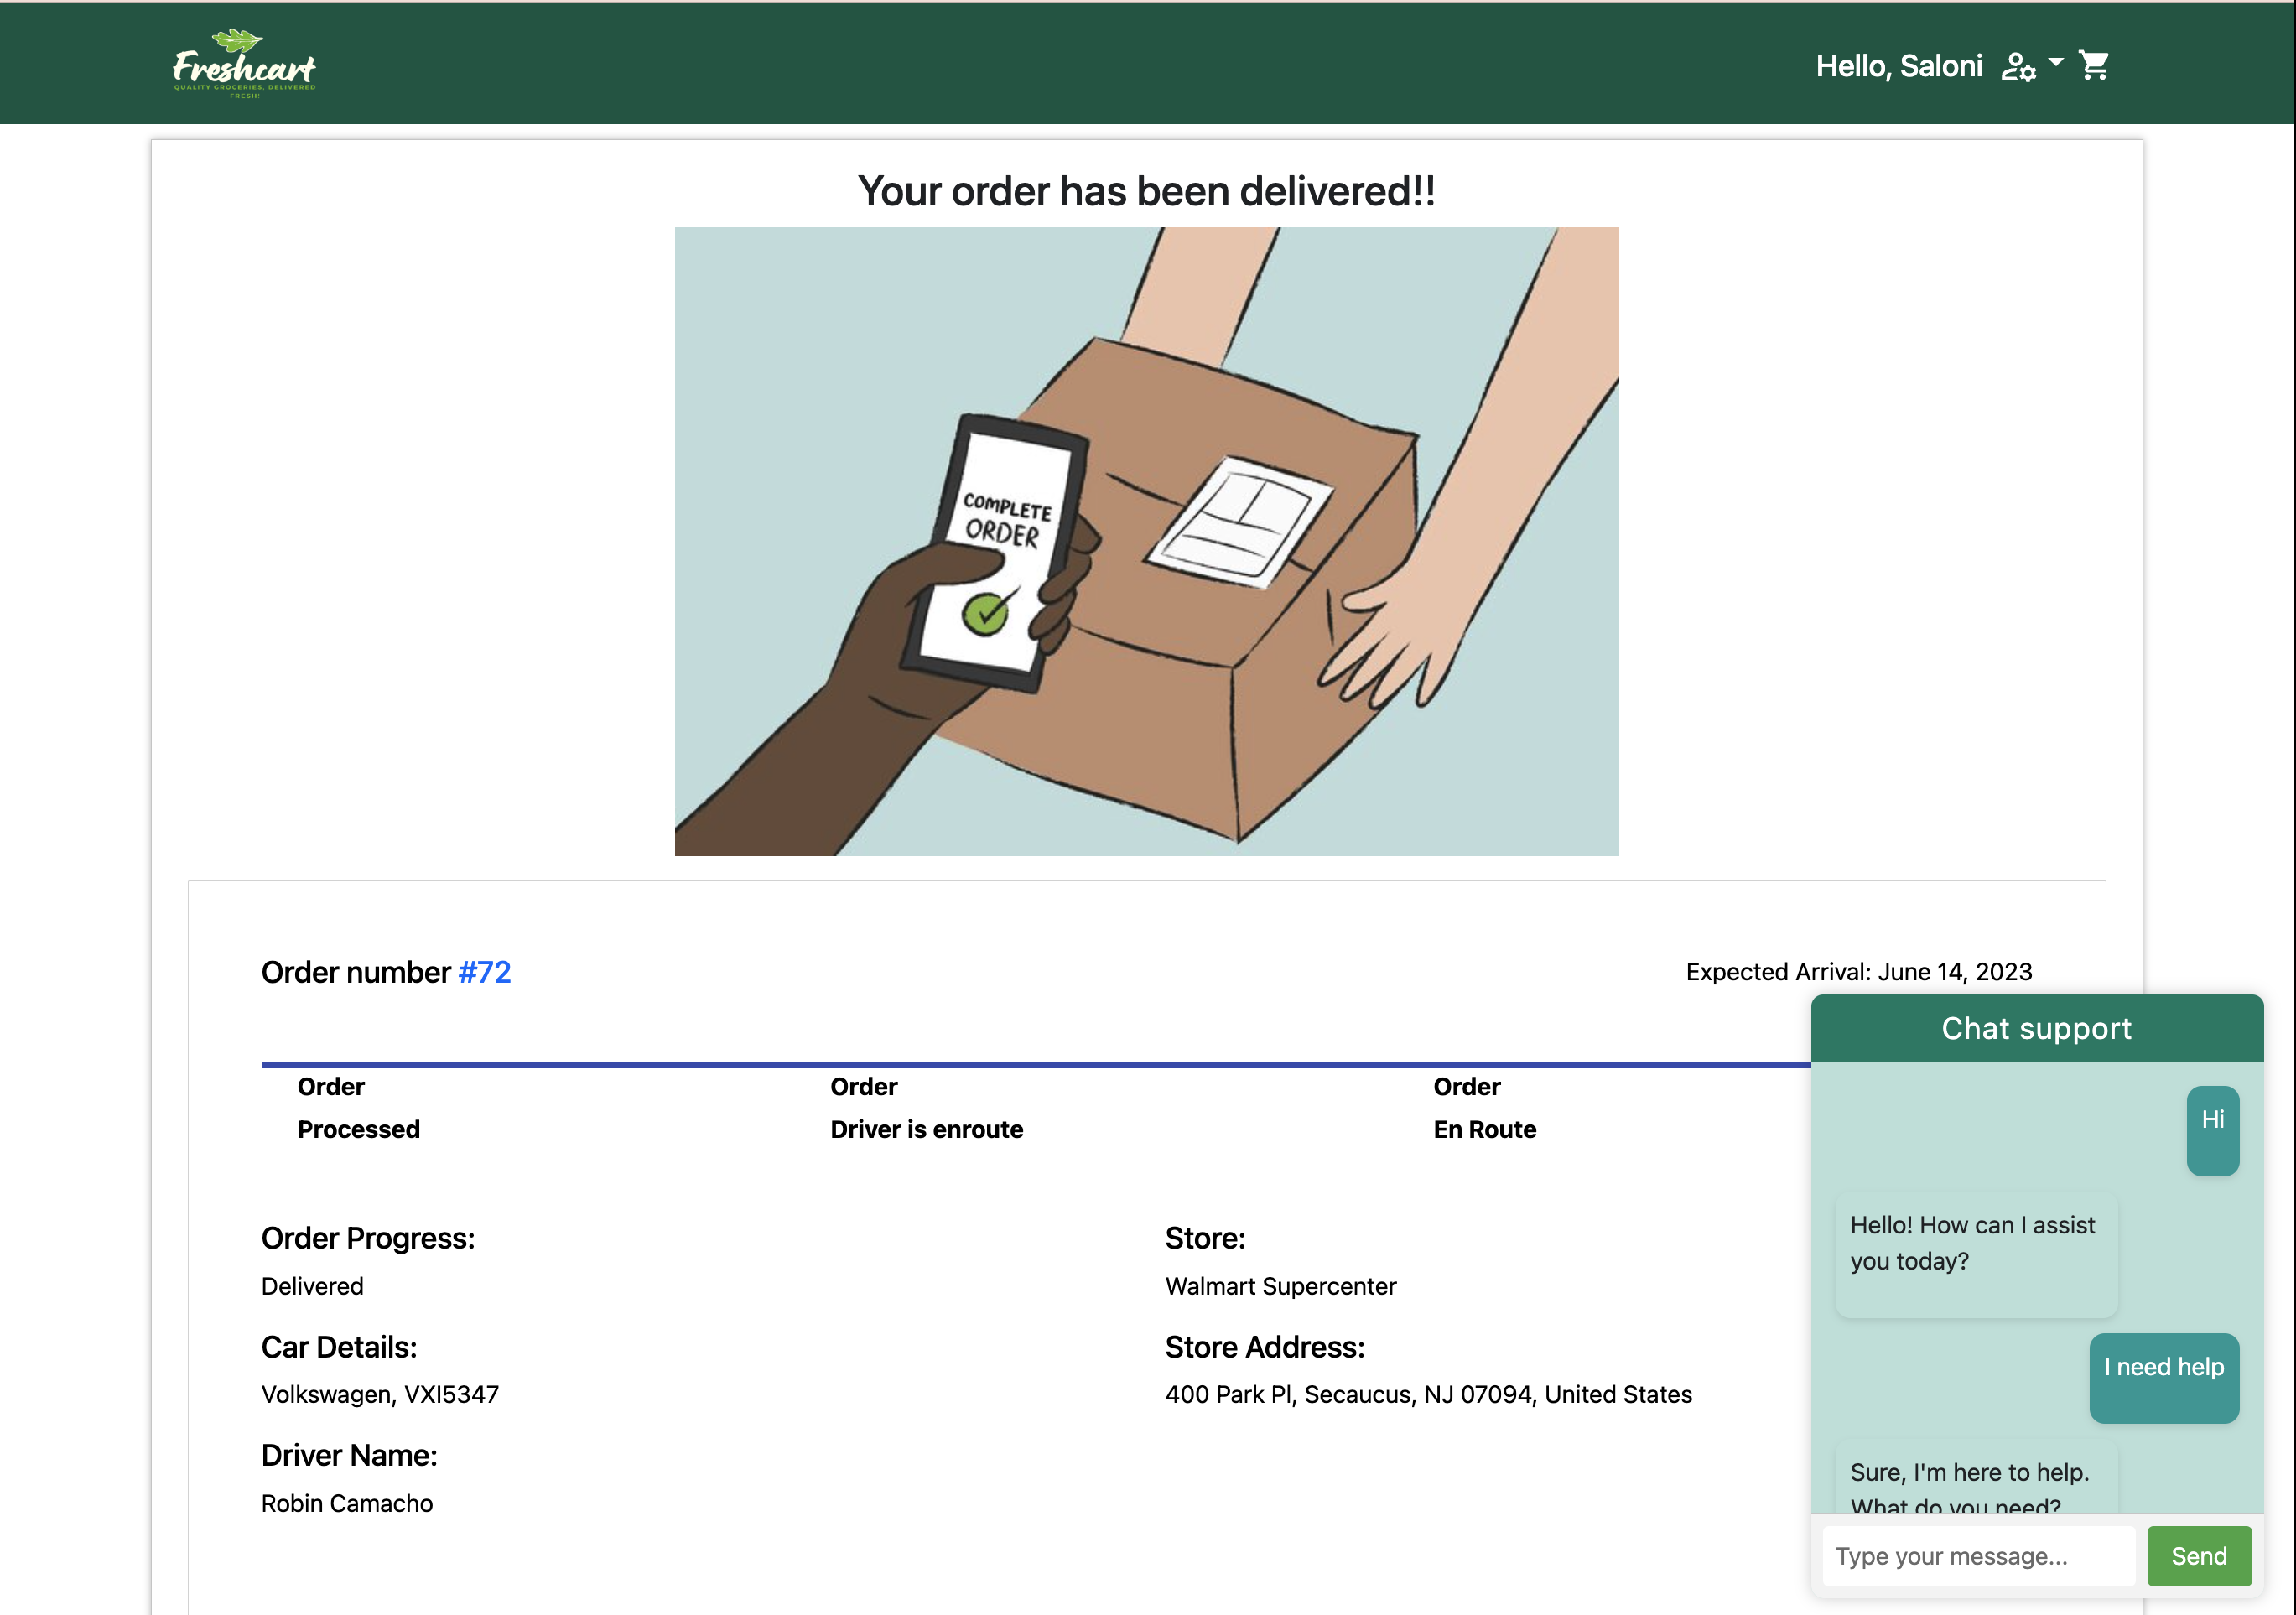 Freshcart
QUALITY GROCERIES, DELIVERED
FRESH!
Hello, Saloni
Your order has been delivered!!
COMPLETE
ORDER
Order number #72
Expected Arrival: June 14, 2023
Order
Processed
Order
Driver is enroute
Order
En Route
Order Progress:
Delivered
Car Details:
Volkswagen, VXI5347
Driver Name:
Robin Camacho
Store:
Walmart Supercenter
Store Address:
400 Park Pl, Secaucus, NJ 07094, United States
Chat support
Hi
Hello! How can I assist
you today?
I need help
Sure, I'm here to help.
What do you need?
Type your message...
Send